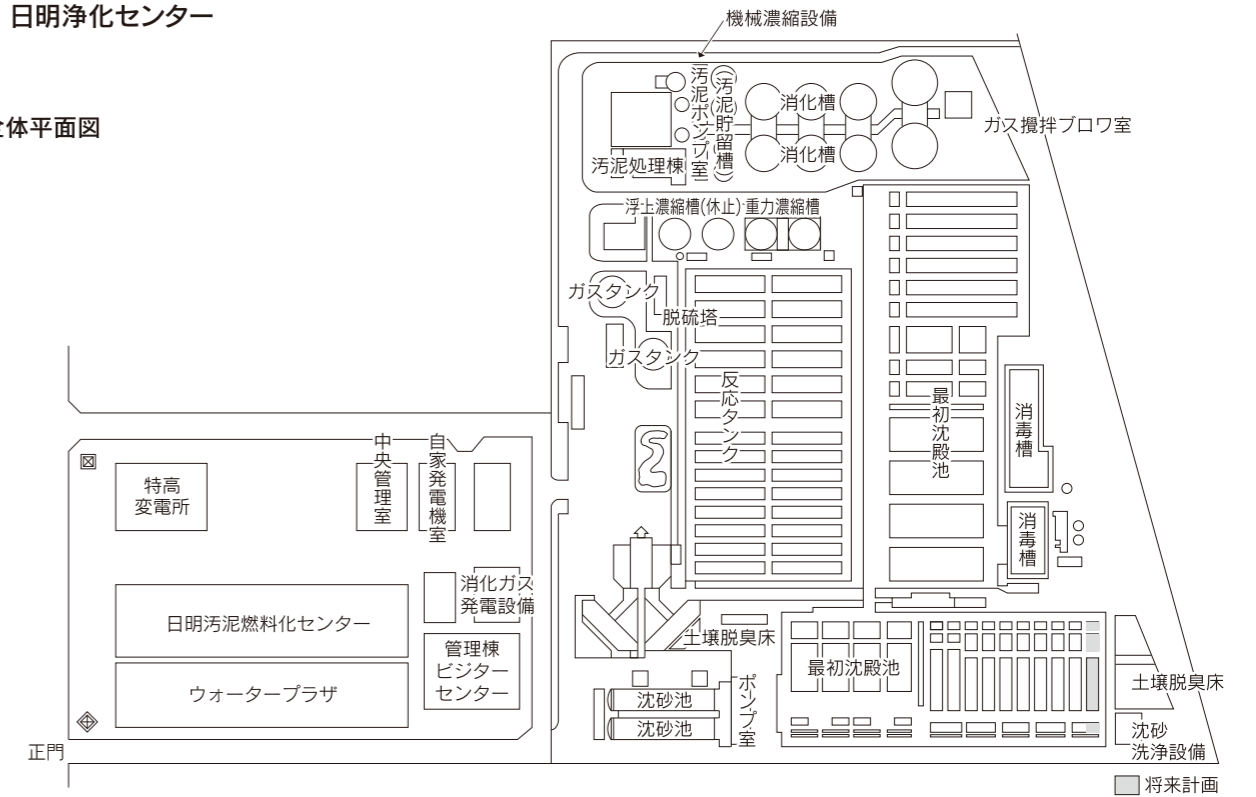 日明浄化センター
機械濃縮設備
全体平面図
汚泥ポンプ室
汚泥貯留槽
消化槽
消化槽
ガス攪拌ブロワ室
汚泥処理棟
浮上濃縮槽(休止)
重力濃縮槽
ガスタンク
脱硫塔
ガスタンク
反応タンク
最初沈殿池
消毒槽
消毒槽
中央管理室
自家発電機室
特高
変電所
消化ガス
発電設備
日明汚泥燃料化センター
管理棟
ビジター
センター
ウォータープラザ
土壌脱臭床
最初沈殿池
土壌脱臭床
沈砂池
沈砂池
ポンプ室
沈砂
洗浄設備
正門
将来計画